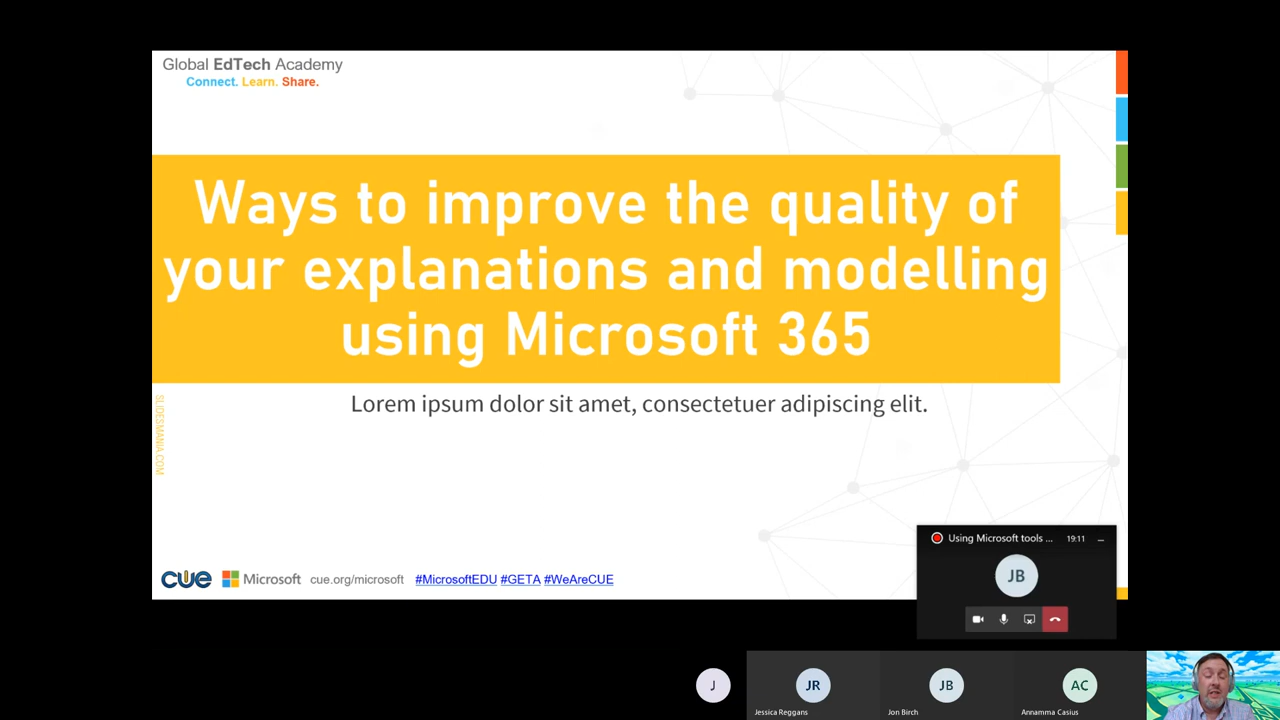 Global EdTech Academy
Connect. Learn. Share.
Ways to improve the quality of
your explanations and modelling
using Microsoft 365
Lorem ipsum dolor sit amet, consectetuer adipiscing elit.
SLIDESMANIA.COM
cue Microsoft cue.org/microsoft #MicrosoftEDU #GETA #WeAreCUE
Using Microsoft tools ... 19:11
JB
J
JR
JB
AC
Jessica Reggans
Jon Birch
Annamma Casius